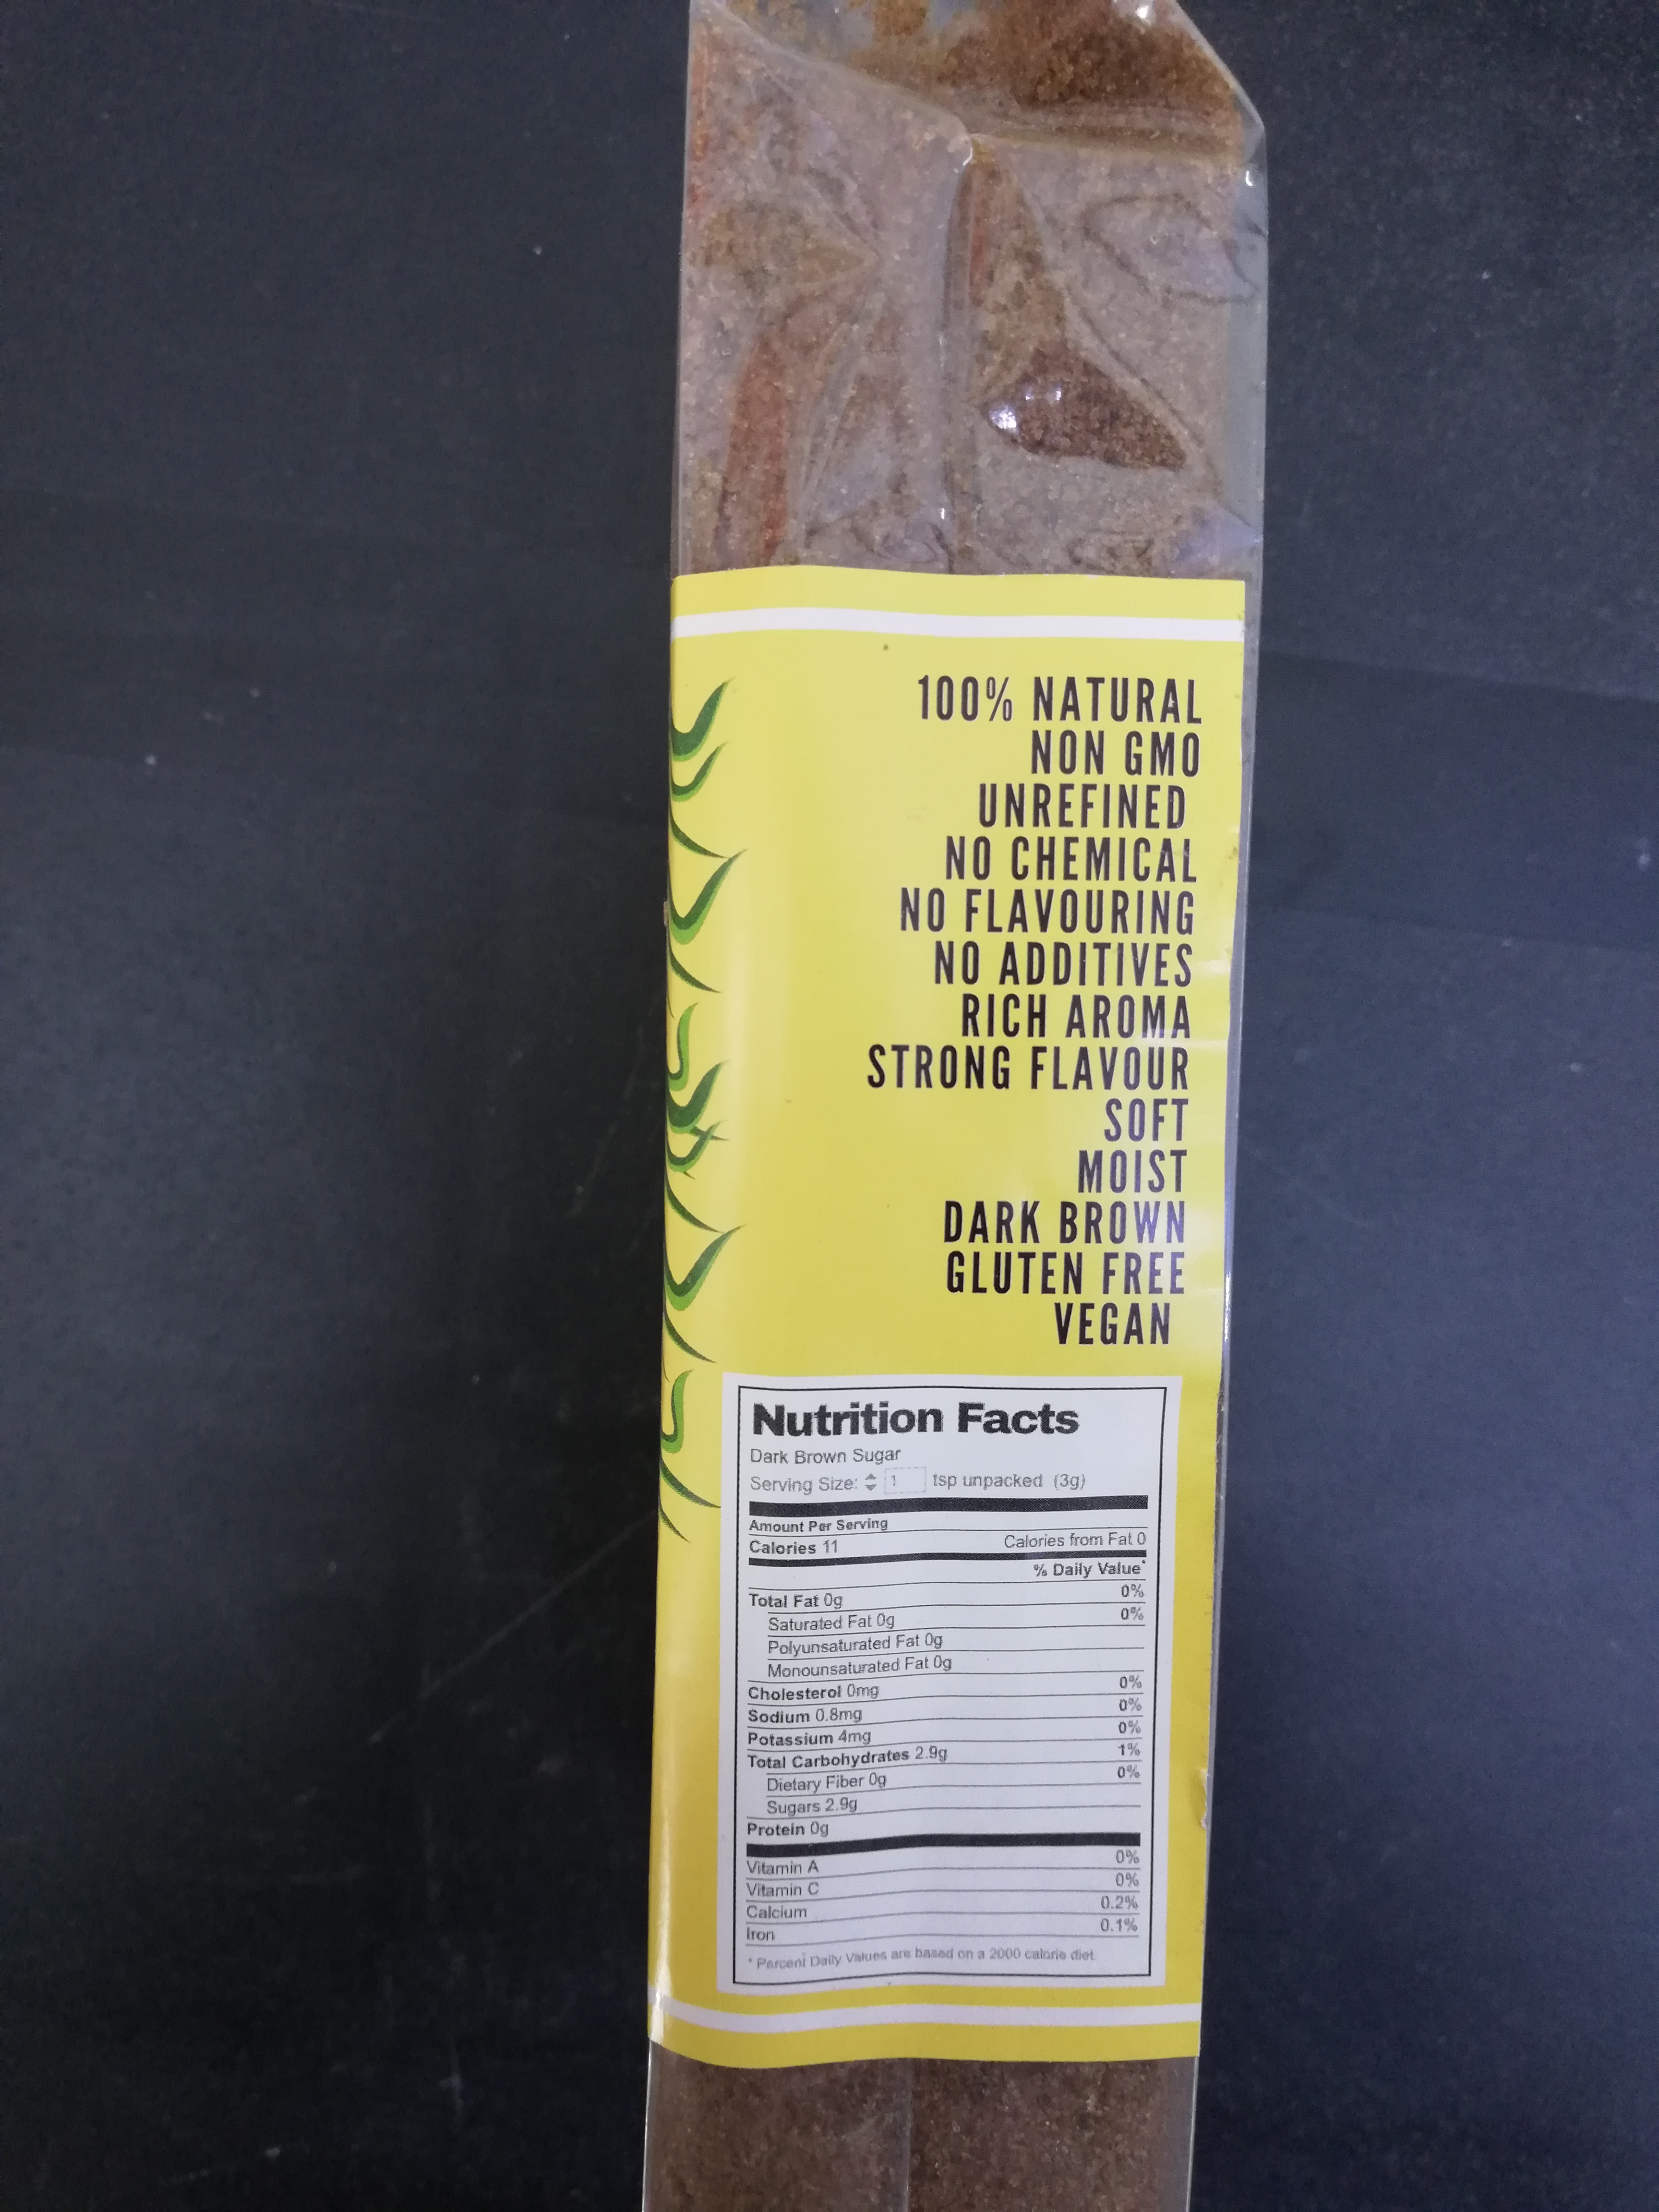 100% NATURAL
NON GMO
UNREFINED
NO CHEMICAL
NO FLAVOURING
NO ADDITIVES
RICH AROMA
STRONG FLAVOUR
SOFT
MOIST
DARK BROWN
GLUTEN FREE
VEGAN
Nutrition Facts
Dark Brown Sugar
Serving Size: 1 tsp unpacked (3g)
Amount Per Serving
Calories 11 Calories from Fat 0
% Daily Value*
Total Fat 0g 0%
Saturated Fat 0g 0%
Polyunsaturated Fat 0g
Monounsaturated Fat 0g
Cholesterol 0mg 0%
Sodium 0.8mg 0%
Potassium 4mg 0%
Total Carbohydrates 2.9g 1%
Dietary Fiber 0g 0%
Sugars 2.9g
Protein 0g
Vitamin A 0%
Vitamin C 0%
Calcium 0.2%
Iron 0.1%
* Percent Daily Values are based on a 2000 calorie diet